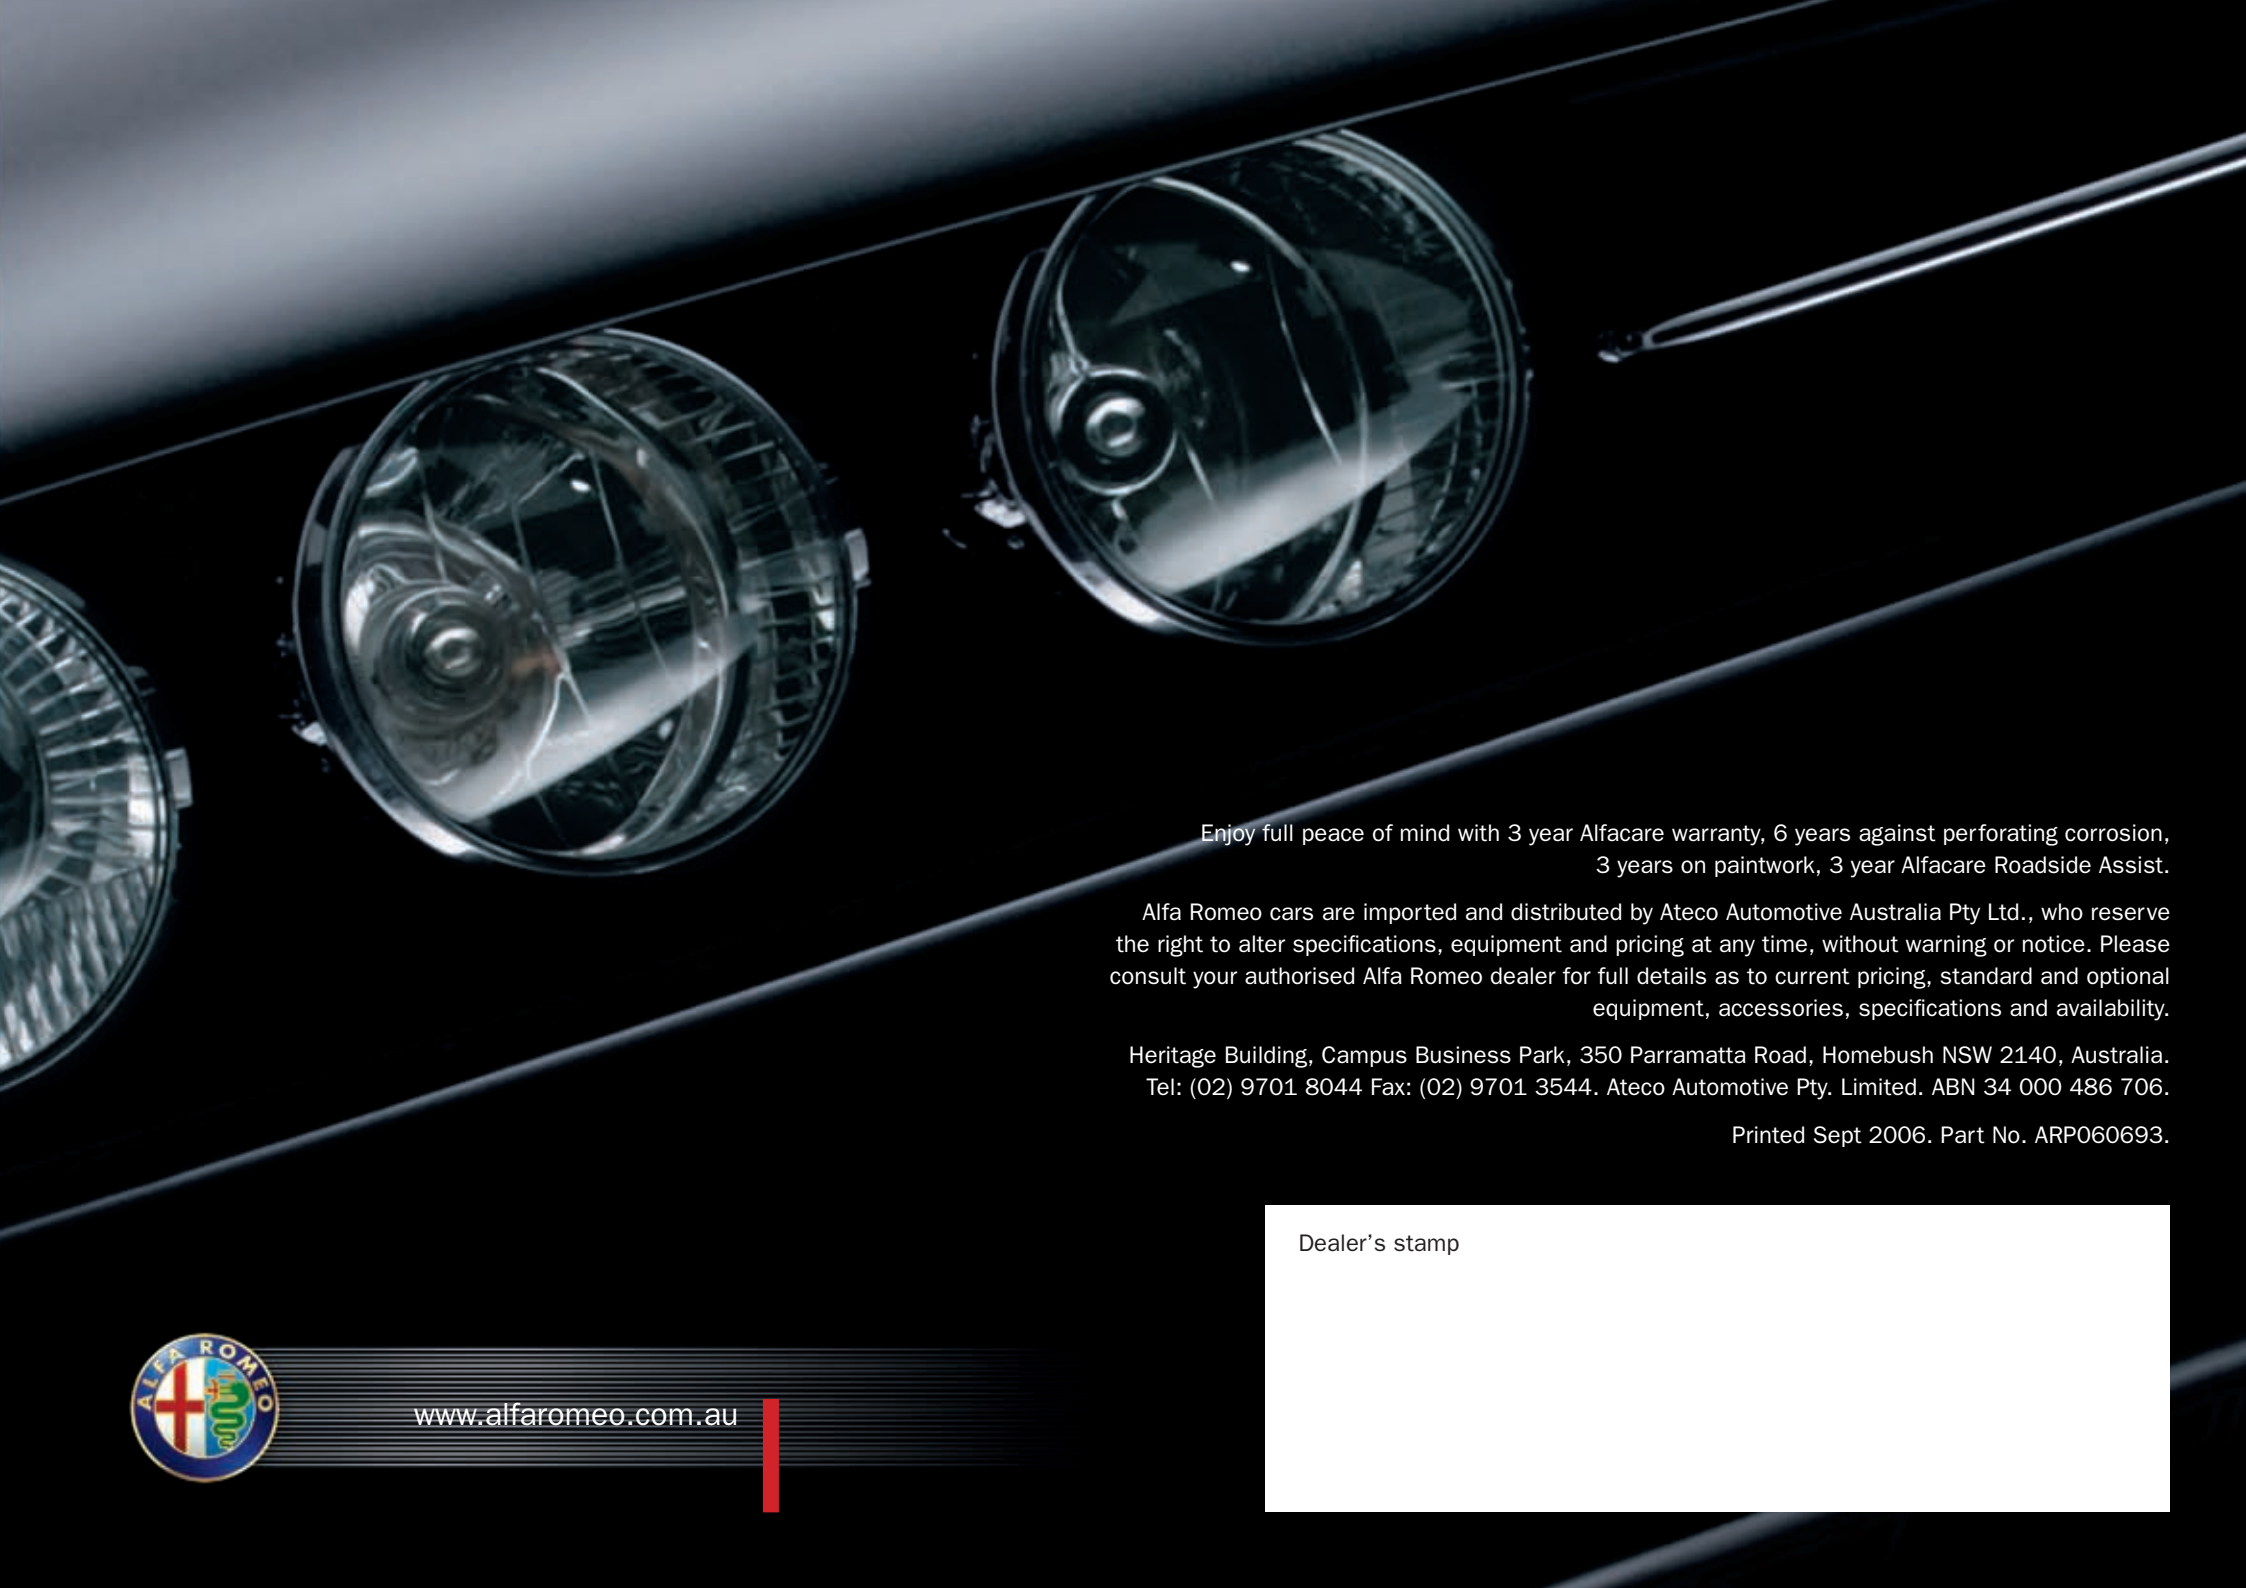 Enjoy full peace of mind with 3 year Alfacare warranty, 6 years against perforating corrosion,
3 years on paintwork, 3 year Alfacare Roadside Assist.
Alfa Romeo cars are imported and distributed by Ateco Automotive Australia Pty Ltd., who reserve
the right to alter specifications, equipment and pricing at any time, without warning or notice. Please
consult your authorised Alfa Romeo dealer for full details as to current pricing, standard and optional
equipment, accessories, specifications and availability.
Heritage Building, Campus Business Park, 350 Parramatta Road, Homebush NSW 2140, Australia.
Tel: (02) 9701 8044 Fax: (02) 9701 3544. Ateco Automotive Pty. Limited. ABN 34 000 486 706.
Printed Sept 2006. Part No. ARP060693.
Dealer’s stamp
ALFA ROMEO
www.alfaromeo.com.au